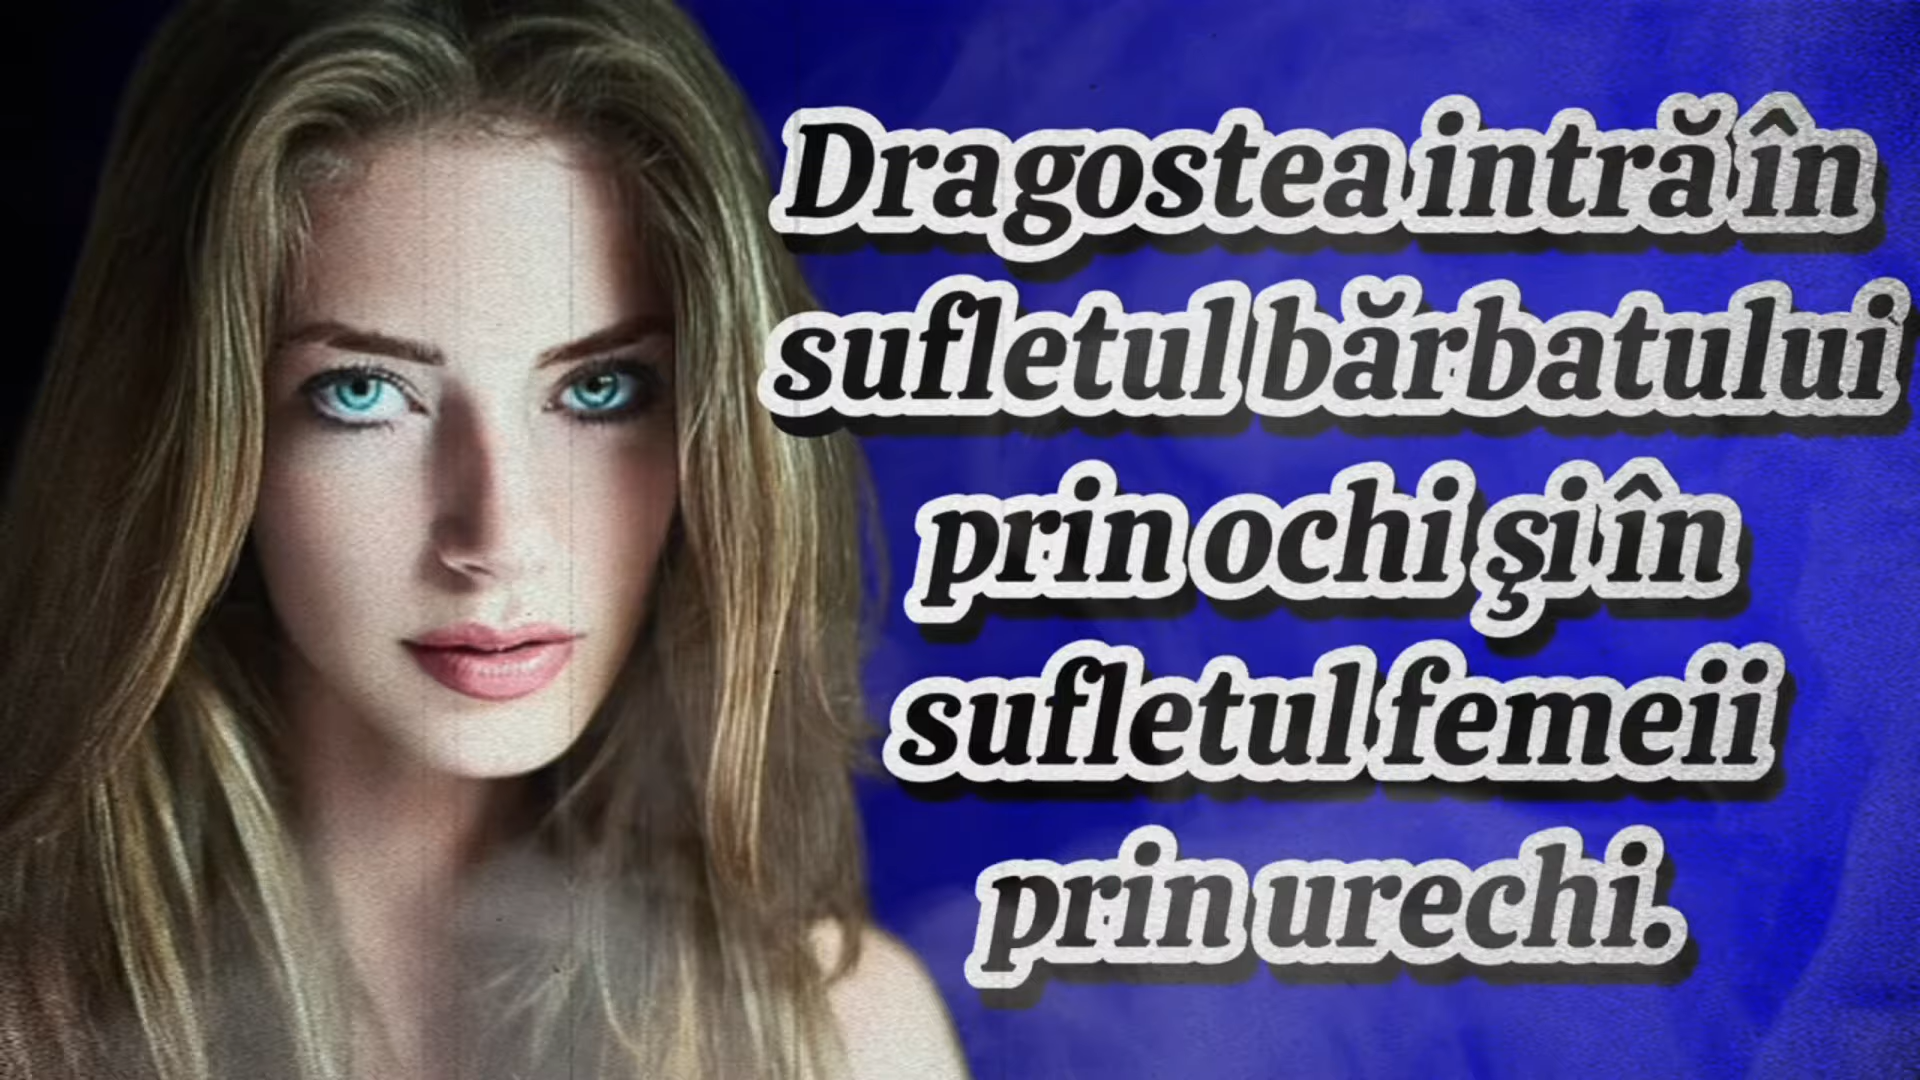 Dragostea intră în
sufletul bărbatului
prin ochi şi în
sufletul femeii
prin urechi.